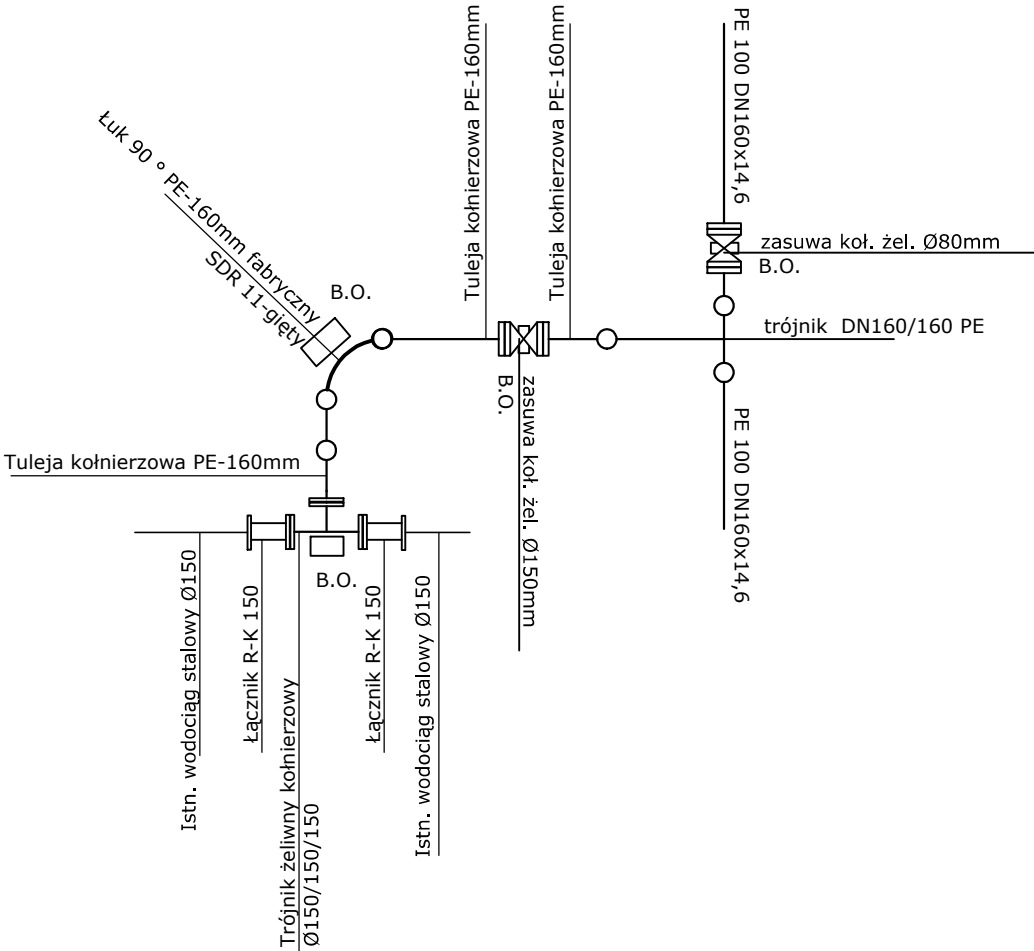 Tuleja kołnierzowa PE-160mm
Tuleja kołnierzowa PE-160mm
PE 100 DN160x14,6
Łuk 90 ° PE-160mm fabryczny
SDR 11-gięty
B.O.
zasuwa koł. żel. Ø80mm
B.O.
trójnik DN160/160 PE
B.O.
zasuwa koł. żel. Ø150mm
PE 100 DN160x14,6
Tuleja kołnierzowa PE-160mm
B.O.
Istn. wodociąg stalowy Ø150
Łącznik R-K 150
Trójnik żeliwny kołnierzowy
Ø150/150/150
Łącznik R-K 150
Istn. wodociąg stalowy Ø150